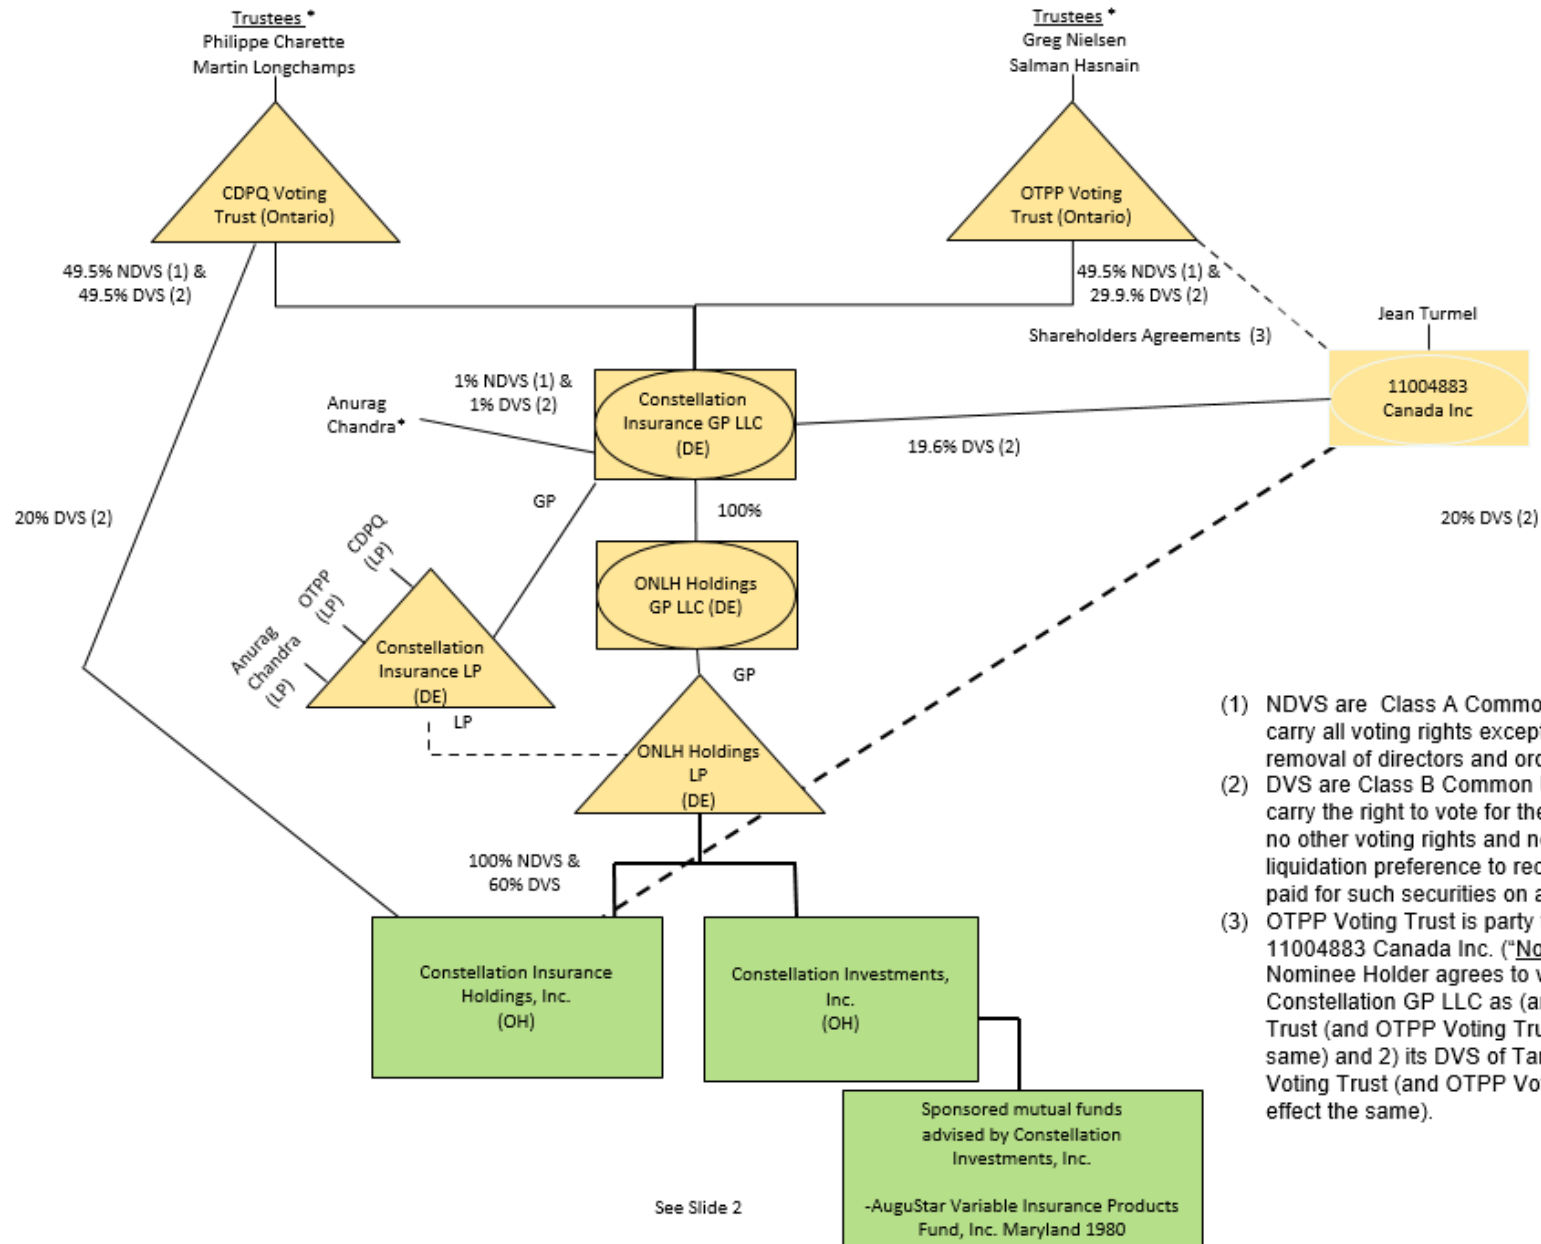 Trustees *
Philippe Charette
Martin Longchamps
Trustees *
Greg Nielsen
Salman Hasnain
CDPQ Voting
Trust (Ontario)
OTPP Voting
Trust (Ontario)
49.5% NDVS (1) &
49.5% DVS (2)
49.5% NDVS (1) &
29.9.% DVS (2)
Shareholders Agreements (3)
Jean Turmel
11004883
Canada Inc
1% NDVS (1) &
1% DVS (2)
Anurag
Chandra*
Constellation
Insurance GP LLC
(DE)
19.6% DVS (2)
20% DVS (2)
GP
100%
20% DVS (2)
CDPQ
(LP)
OTPP
(LP)
Anurag
Chandra
(LP)
Constellation
Insurance LP
(DE)
LP
ONLH Holdings
GP LLC (DE)
GP
ONLH Holdings
LP
(DE)
100% NDVS &
60% DVS
Constellation Insurance
Holdings, Inc.
(OH)
Constellation Investments,
Inc.
(OH)
Sponsored mutual funds
advised by Constellation
Investments, Inc.
-AuguStar Variable Insurance Products
Fund, Inc. Maryland 1980
See Slide 2
(1) NDVS are Class A Commo
carry all voting rights except
removal of directors and ord
(2) DVS are Class B Common
carry the right to vote for the
no other voting rights and no
liquidation preference to rec
paid for such securities on a
(3) OTPP Voting Trust is party
11004883 Canada Inc. (“No
Nominee Holder agrees to v
Constellation GP LLC as (a
Trust (and OTPP Voting Tru
same) and 2) its DVS of Tar
Voting Trust (and OTPP Vo
effect the same).